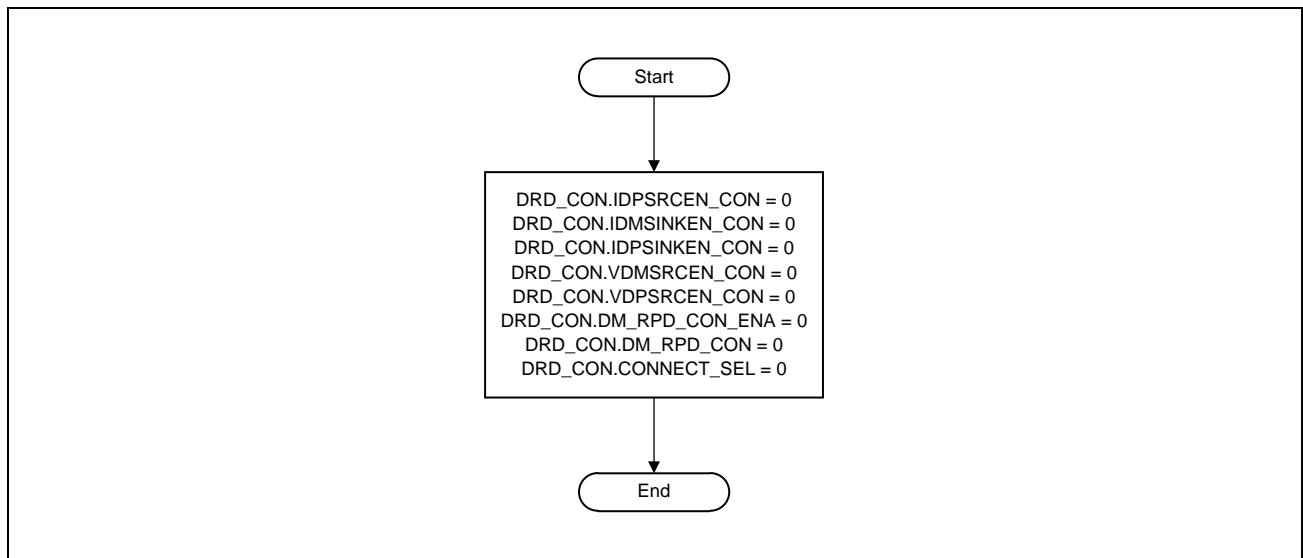 Start
DRD_CON.IDPSRCEN_CON = 0
DRD_CON.IDMSINKEN_CON = 0
DRD_CON.IDPSINKEN_CON = 0
DRD_CON.VDMSRCEN_CON = 0
DRD_CON.VDPSRCEN_CON = 0
DRD_CON.DM_RPD_CON_ENA = 0
DRD_CON.DM_RPD_CON = 0
DRD_CON.CONNECT_SEL = 0
End